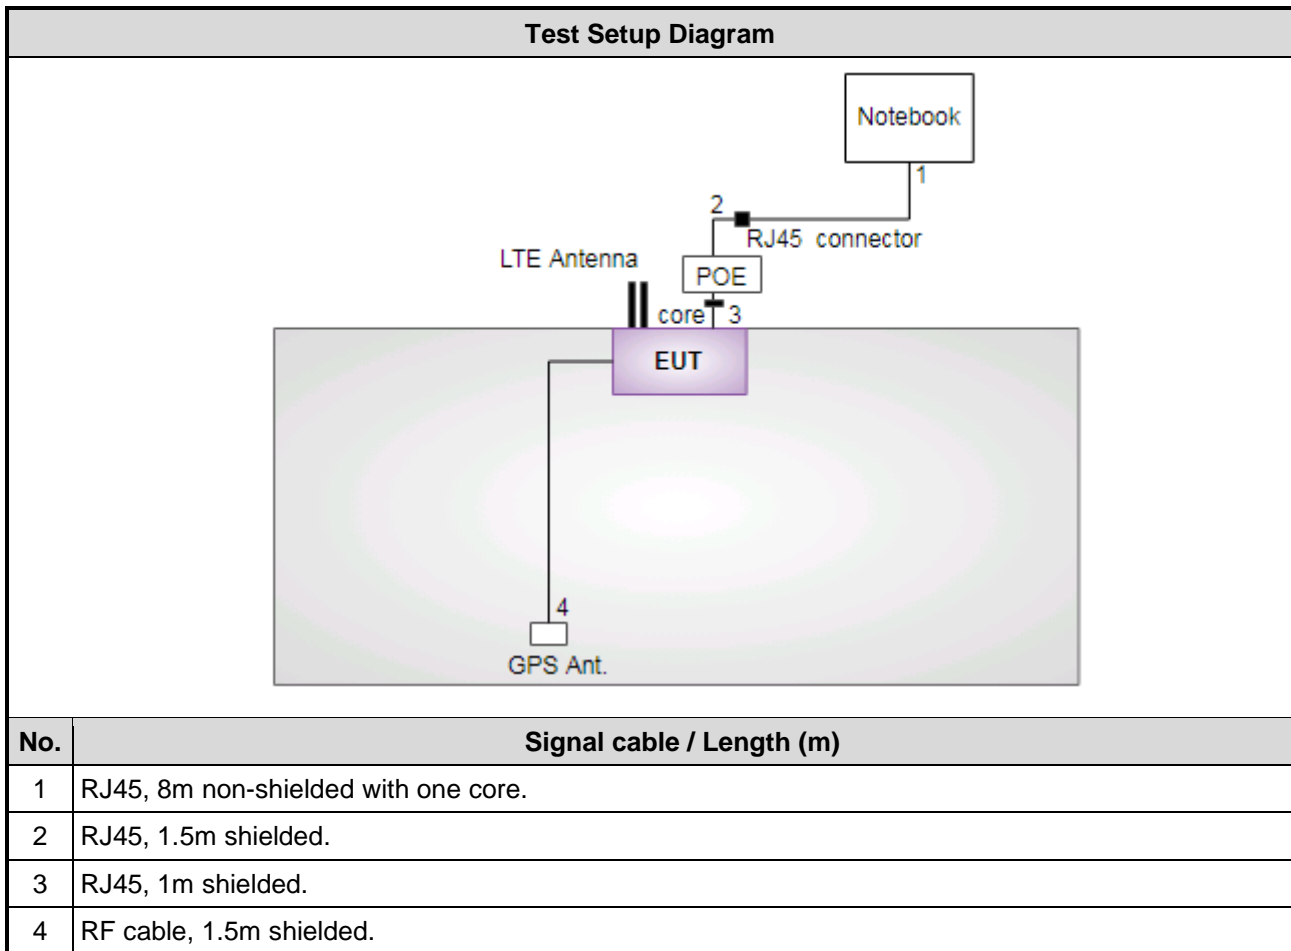 Test Setup Diagram
Notebook
1
2
RJ45 connector
LTE Antenna
POE
core 3
EUT
4
GPS Ant.
No. Signal cable / Length (m)
1 RJ45, 8m non-shielded with one core.
2 RJ45, 1.5m shielded.
3 RJ45, 1m shielded.
4 RF cable, 1.5m shielded.